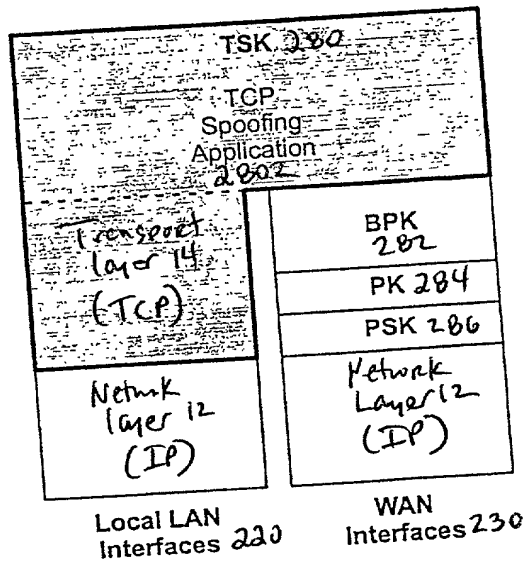 TSK 280
TCP
Spoofing
Application
2802
Transport
layer 14
(TCP)
BPK
282
PK 284
PSK 286
Network
layer 12
(IP)
Network
Layer 12
(IP)
Local LAN
Interfaces 220
WAN
Interfaces 230